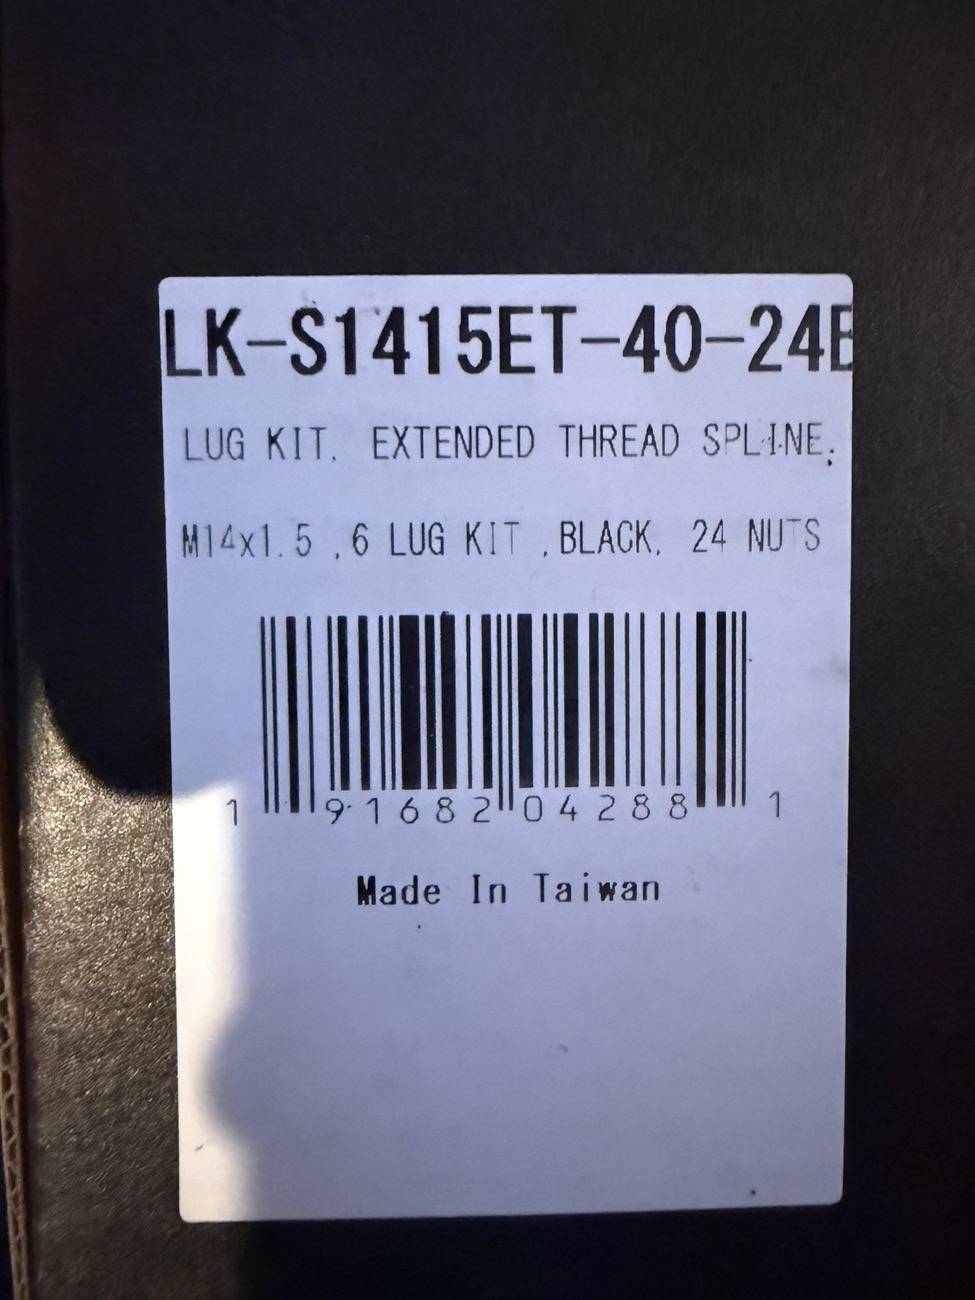 LK-S1415ET-40-24B
LUG KIT, EXTENDED THREAD SPLINE,
M14x1.5 ,6 LUG KIT ,BLACK, 24 NUTS
1 91682 04288 1
Made In Taiwan